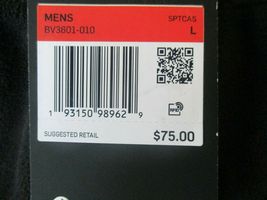 MENS
SPTCAS
BV3601-010
L
1 93150 98962 9
SUGGESTED RETAIL
$75.00